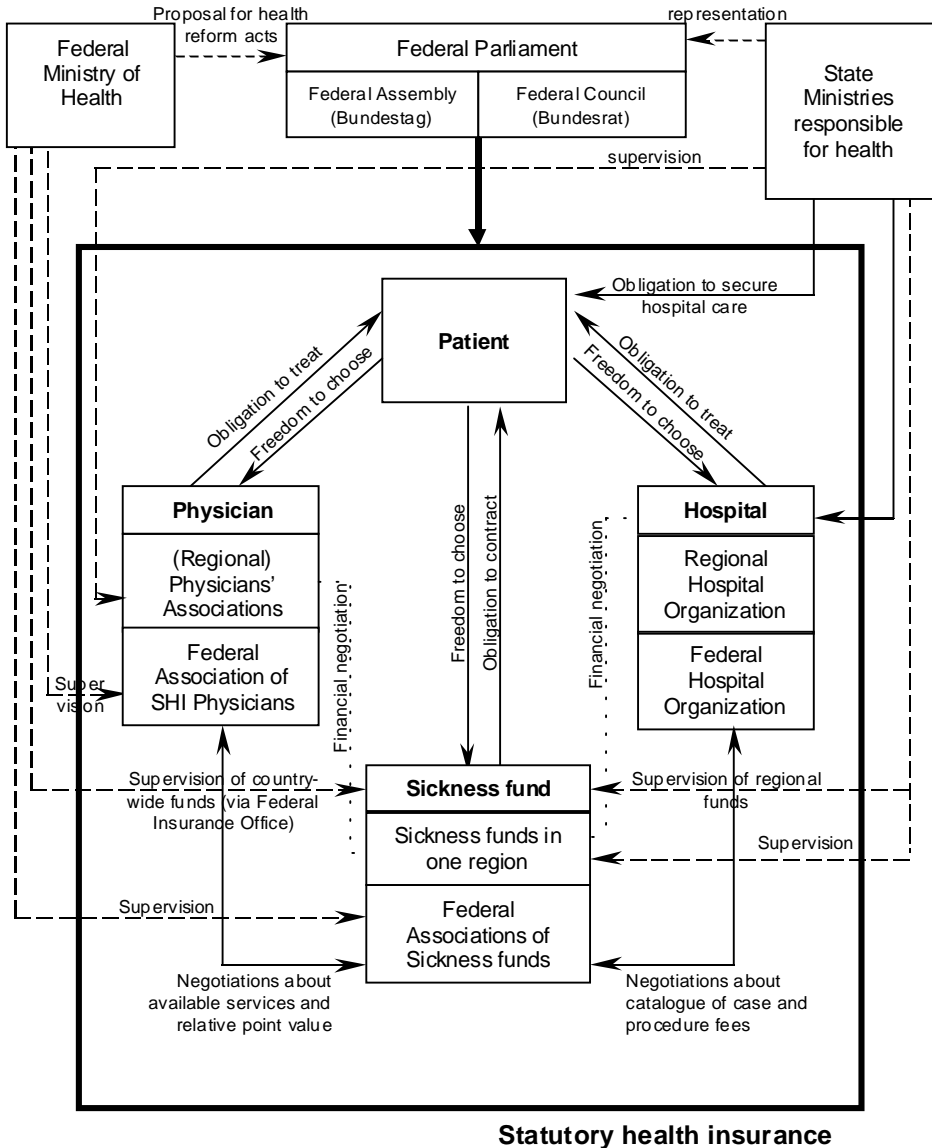 Proposal for health
reform acts
representation
Federal
Ministry of
Health
Federal Parliament
Federal Assembly
(Bundestag)
Federal Council
(Bundesrat)
State
Ministries
responsible
for health
supervision
Obligation to secure
hospital care
Patient
Obligation to treat
Freedom to choose
Freedom to choose
Obligation to treat
Physician
(Regional)
Physicians’
Associations
Federal
Association of
SHI Physicians
Financial negotiation'
Freedom to choose
Obligation to contract
Financial negotiation
Hospital
Regional
Hospital
Organization
Federal
Hospital
Organization
Super
vision
Supervision of country-
wide funds (via Federal
Insurance Office)
Sickness fund
Sickness funds in
one region
Federal
Associations of
Sickness funds
Supervision of regional
funds
Supervision
Supervision
Negotiations about
available services and
relative point value
Negotiations about
catalogue of case and
procedure fees
Statutory health insurance